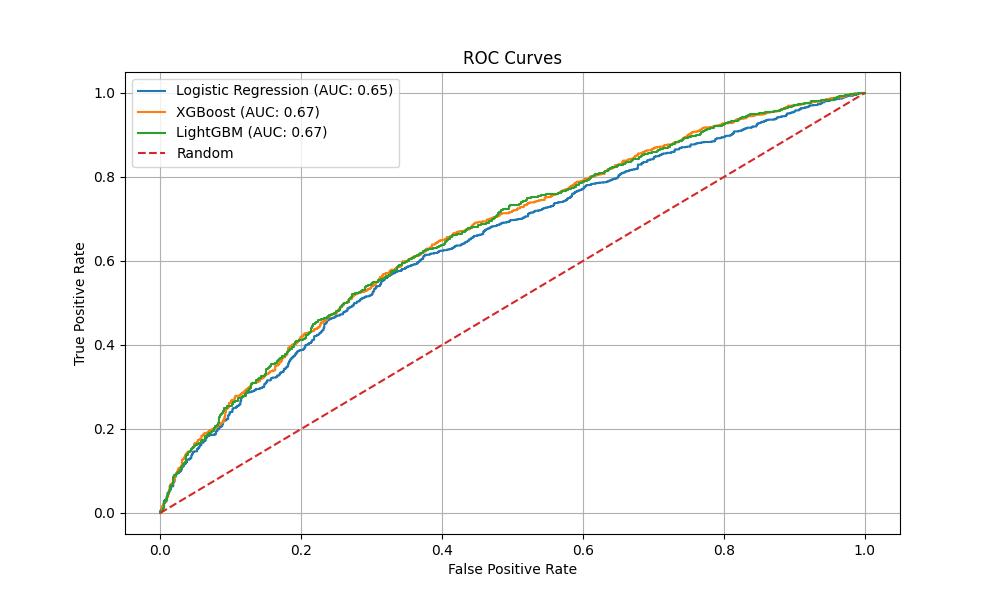 ROC Curves
Logistic Regression (AUC: 0.65)
XGBoost (AUC: 0.67)
LightGBM (AUC: 0.67)
Random
True Positive Rate
1.0
0.8
0.6
0.4
0.2
0.0
0.0 0.2 0.4 0.6 0.8 1.0
False Positive Rate